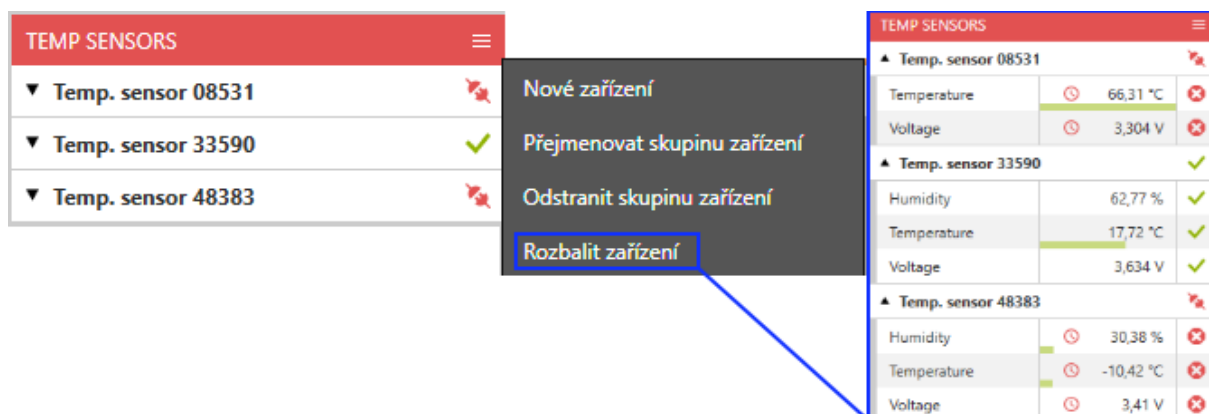 TEMP SENSORS
Temp. sensor 08531
Temp. sensor 33590
Temp. sensor 48383
Nové zařízení
Přejmenovat skupinu zařízení
Odstranit skupinu zařízení
Rozbalit zařízení
TEMP SENSORS
Temp. sensor 08531
Temperature 66,31 °C
Voltage 3,304 V
Temp. sensor 33590
Humidity 62,77 %
Temperature 17,72 °C
Voltage 3,634 V
Temp. sensor 48383
Humidity 30,38 %
Temperature -10,42 °C
Voltage 3,41 V